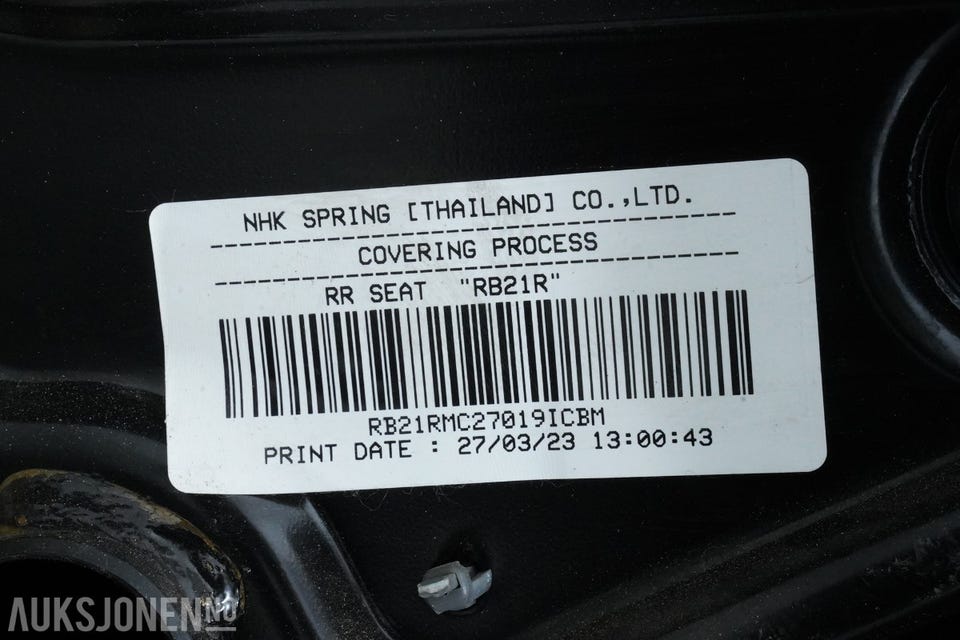 NHK SPRING [THAILAND] CO.,LTD.
COVERING PROCESS
RR SEAT "RB21R"
RB21RMC27019ICBM
PRINT DATE : 27/03/23 13:00:43
AUKSJONEN.NO